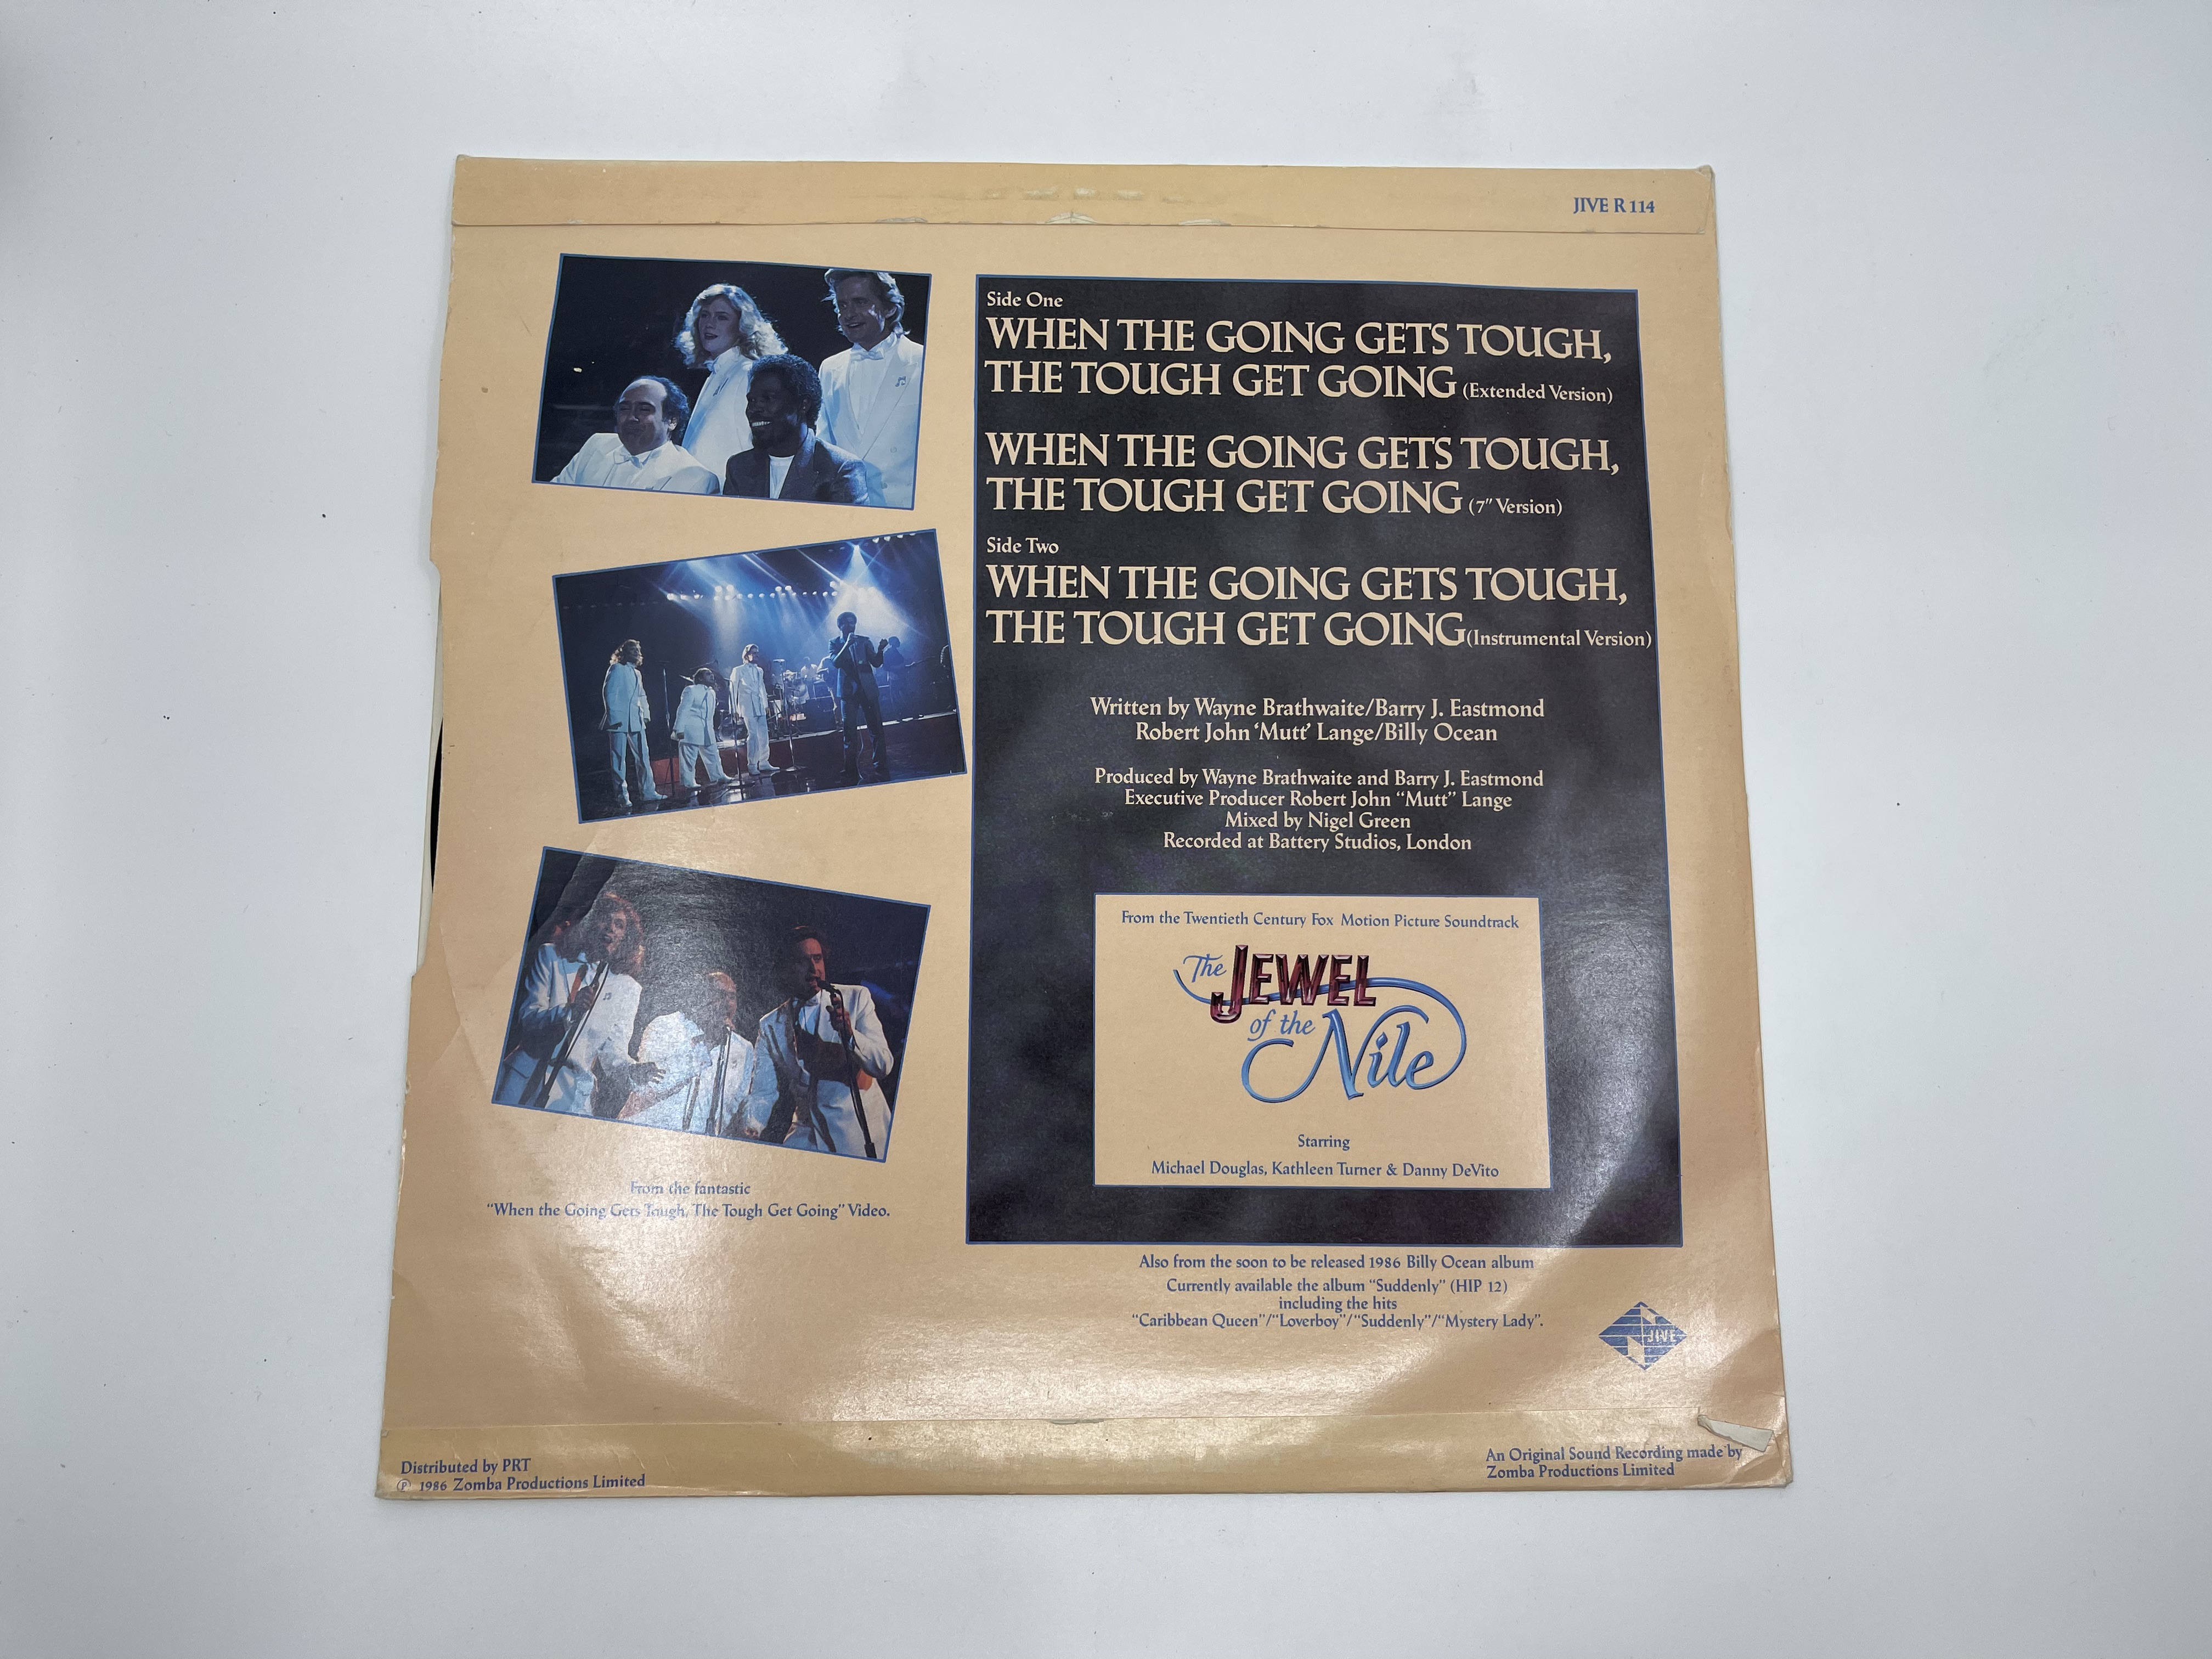 JIVE R 114
Side One
WHEN THE GOING GETS TOUGH,
THE TOUGH GET GOING (Extended Version)
WHEN THE GOING GETS TOUGH,
THE TOUGH GET GOING (7" Version)
Side Two
WHEN THE GOING GETS TOUGH,
THE TOUGH GET GOING (Instrumental Version)
Written by Wayne Brathwaite/Barry J. Eastmond
Robert John 'Mutt' Lange/Billy Ocean
Produced by Wayne Brathwaite and Barry J. Eastmond
Executive Producer Robert John “Mutt” Lange
Mixed by Nigel Green
Recorded at Battery Studios, London
From the Twentieth Century Fox Motion Picture Soundtrack
The JEWEL
of the Nile
Starring
Michael Douglas, Kathleen Turner & Danny DeVito
From the fantastic
“When the Going Gets Tough, The Tough Get Going” Video.
Also from the soon to be released 1986 Billy Ocean album
Currently available the album “Suddenly” (HIP 12)
including the hits
“Caribbean Queen”/“Loverboy”/“Suddenly”/“Mystery Lady”.
JIVE
Distributed by PRT
℗ 1986 Zomba Productions Limited
An Original Sound Recording made by
Zomba Productions Limited